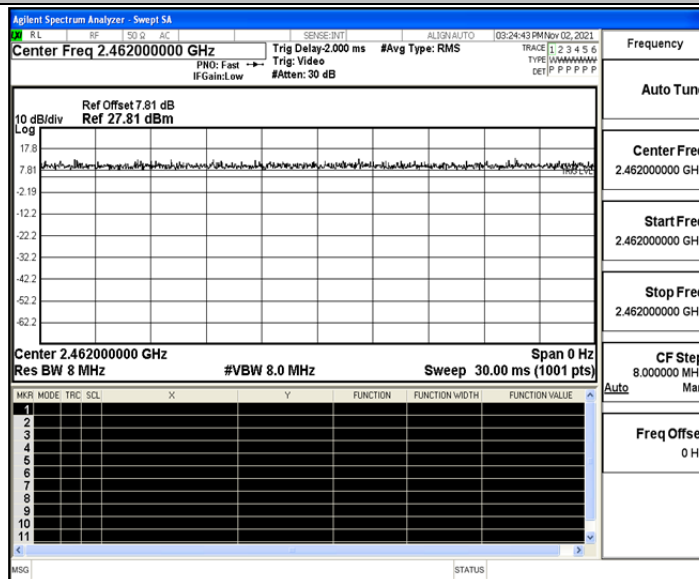 Agilent Spectrum Analyzer - Swept SA
RL RF 50 Ω AC SENSE:INT ALIGNAUTO 03:24:43 PM Nov 02, 2021
Center Freq 2.462000000 GHz
PNO: Fast
IFGain:Low
Trig Delay-2.000 ms
Trig: Video
#Atten: 30 dB
#Avg Type: RMS
TRACE 1 2 3 4 5 6
TYPE WWWWWW
DET P P P P P P
Ref Offset 7.81 dB
10 dB/div Ref 27.81 dBm
Log
17.8
7.81
TRIG LVL
-2.19
-12.2
-22.2
-32.2
-42.2
-52.2
-62.2
Center 2.462000000 GHz Span 0 Hz
Res BW 8 MHz #VBW 8.0 MHz Sweep 30.00 ms (1001 pts)
MKR MODE TRC SCL X Y FUNCTION FUNCTION WIDTH FUNCTION VALUE
1
2
3
4
5
6
7
8
9
10
11
MSG STATUS
Frequency
Auto Tun
Center Fre
2.462000000 GH
Start Fre
2.462000000 GH
Stop Fre
2.462000000 GH
CF Step
8.000000 MH
Auto Ma
Freq Offse
0 H